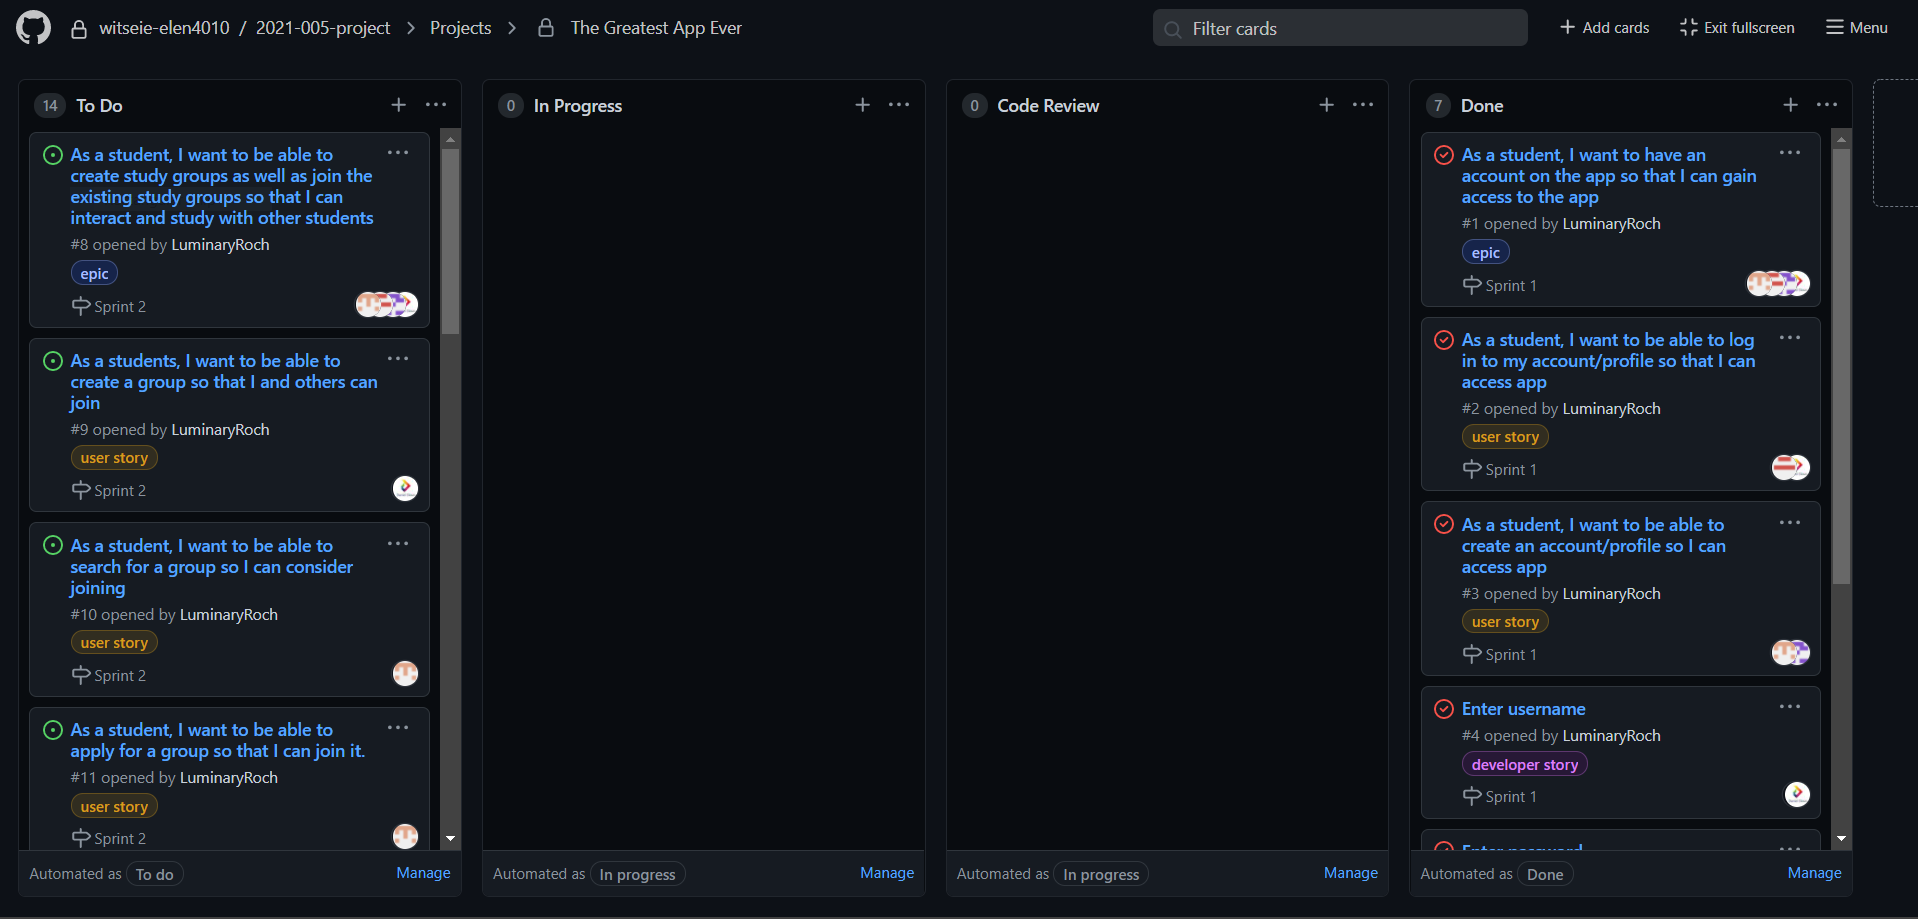 witseie-elen4010 / 2021-005-project > Projects > The Greatest App Ever
Filter cards
Add cards
Exit fullscreen
Menu
14 To Do
As a student, I want to be able to
create study groups as well as join the
existing study groups so that I can
interact and study with other students
#8 opened by LuminaryRoch
epic
Sprint 2
As a students, I want to be able to
create a group so that I and others can
join
#9 opened by LuminaryRoch
user story
Sprint 2
As a student, I want to be able to
search for a group so I can consider
joining
#10 opened by LuminaryRoch
user story
Sprint 2
As a student, I want to be able to
apply for a group so that I can join it.
#11 opened by LuminaryRoch
user story
Sprint 2
Automated as To do
Manage
0 In Progress
Automated as In progress
Manage
0 Code Review
Automated as In progress
Manage
7 Done
As a student, I want to have an
account on the app so that I can gain
access to the app
#1 opened by LuminaryRoch
epic
Sprint 1
As a student, I want to be able to log
in to my account/profile so that I can
access app
#2 opened by LuminaryRoch
user story
Sprint 1
As a student, I want to be able to
create an account/profile so I can
access app
#3 opened by LuminaryRoch
user story
Sprint 1
Enter username
#4 opened by LuminaryRoch
developer story
Sprint 1
Enter password
Automated as Done
Manage